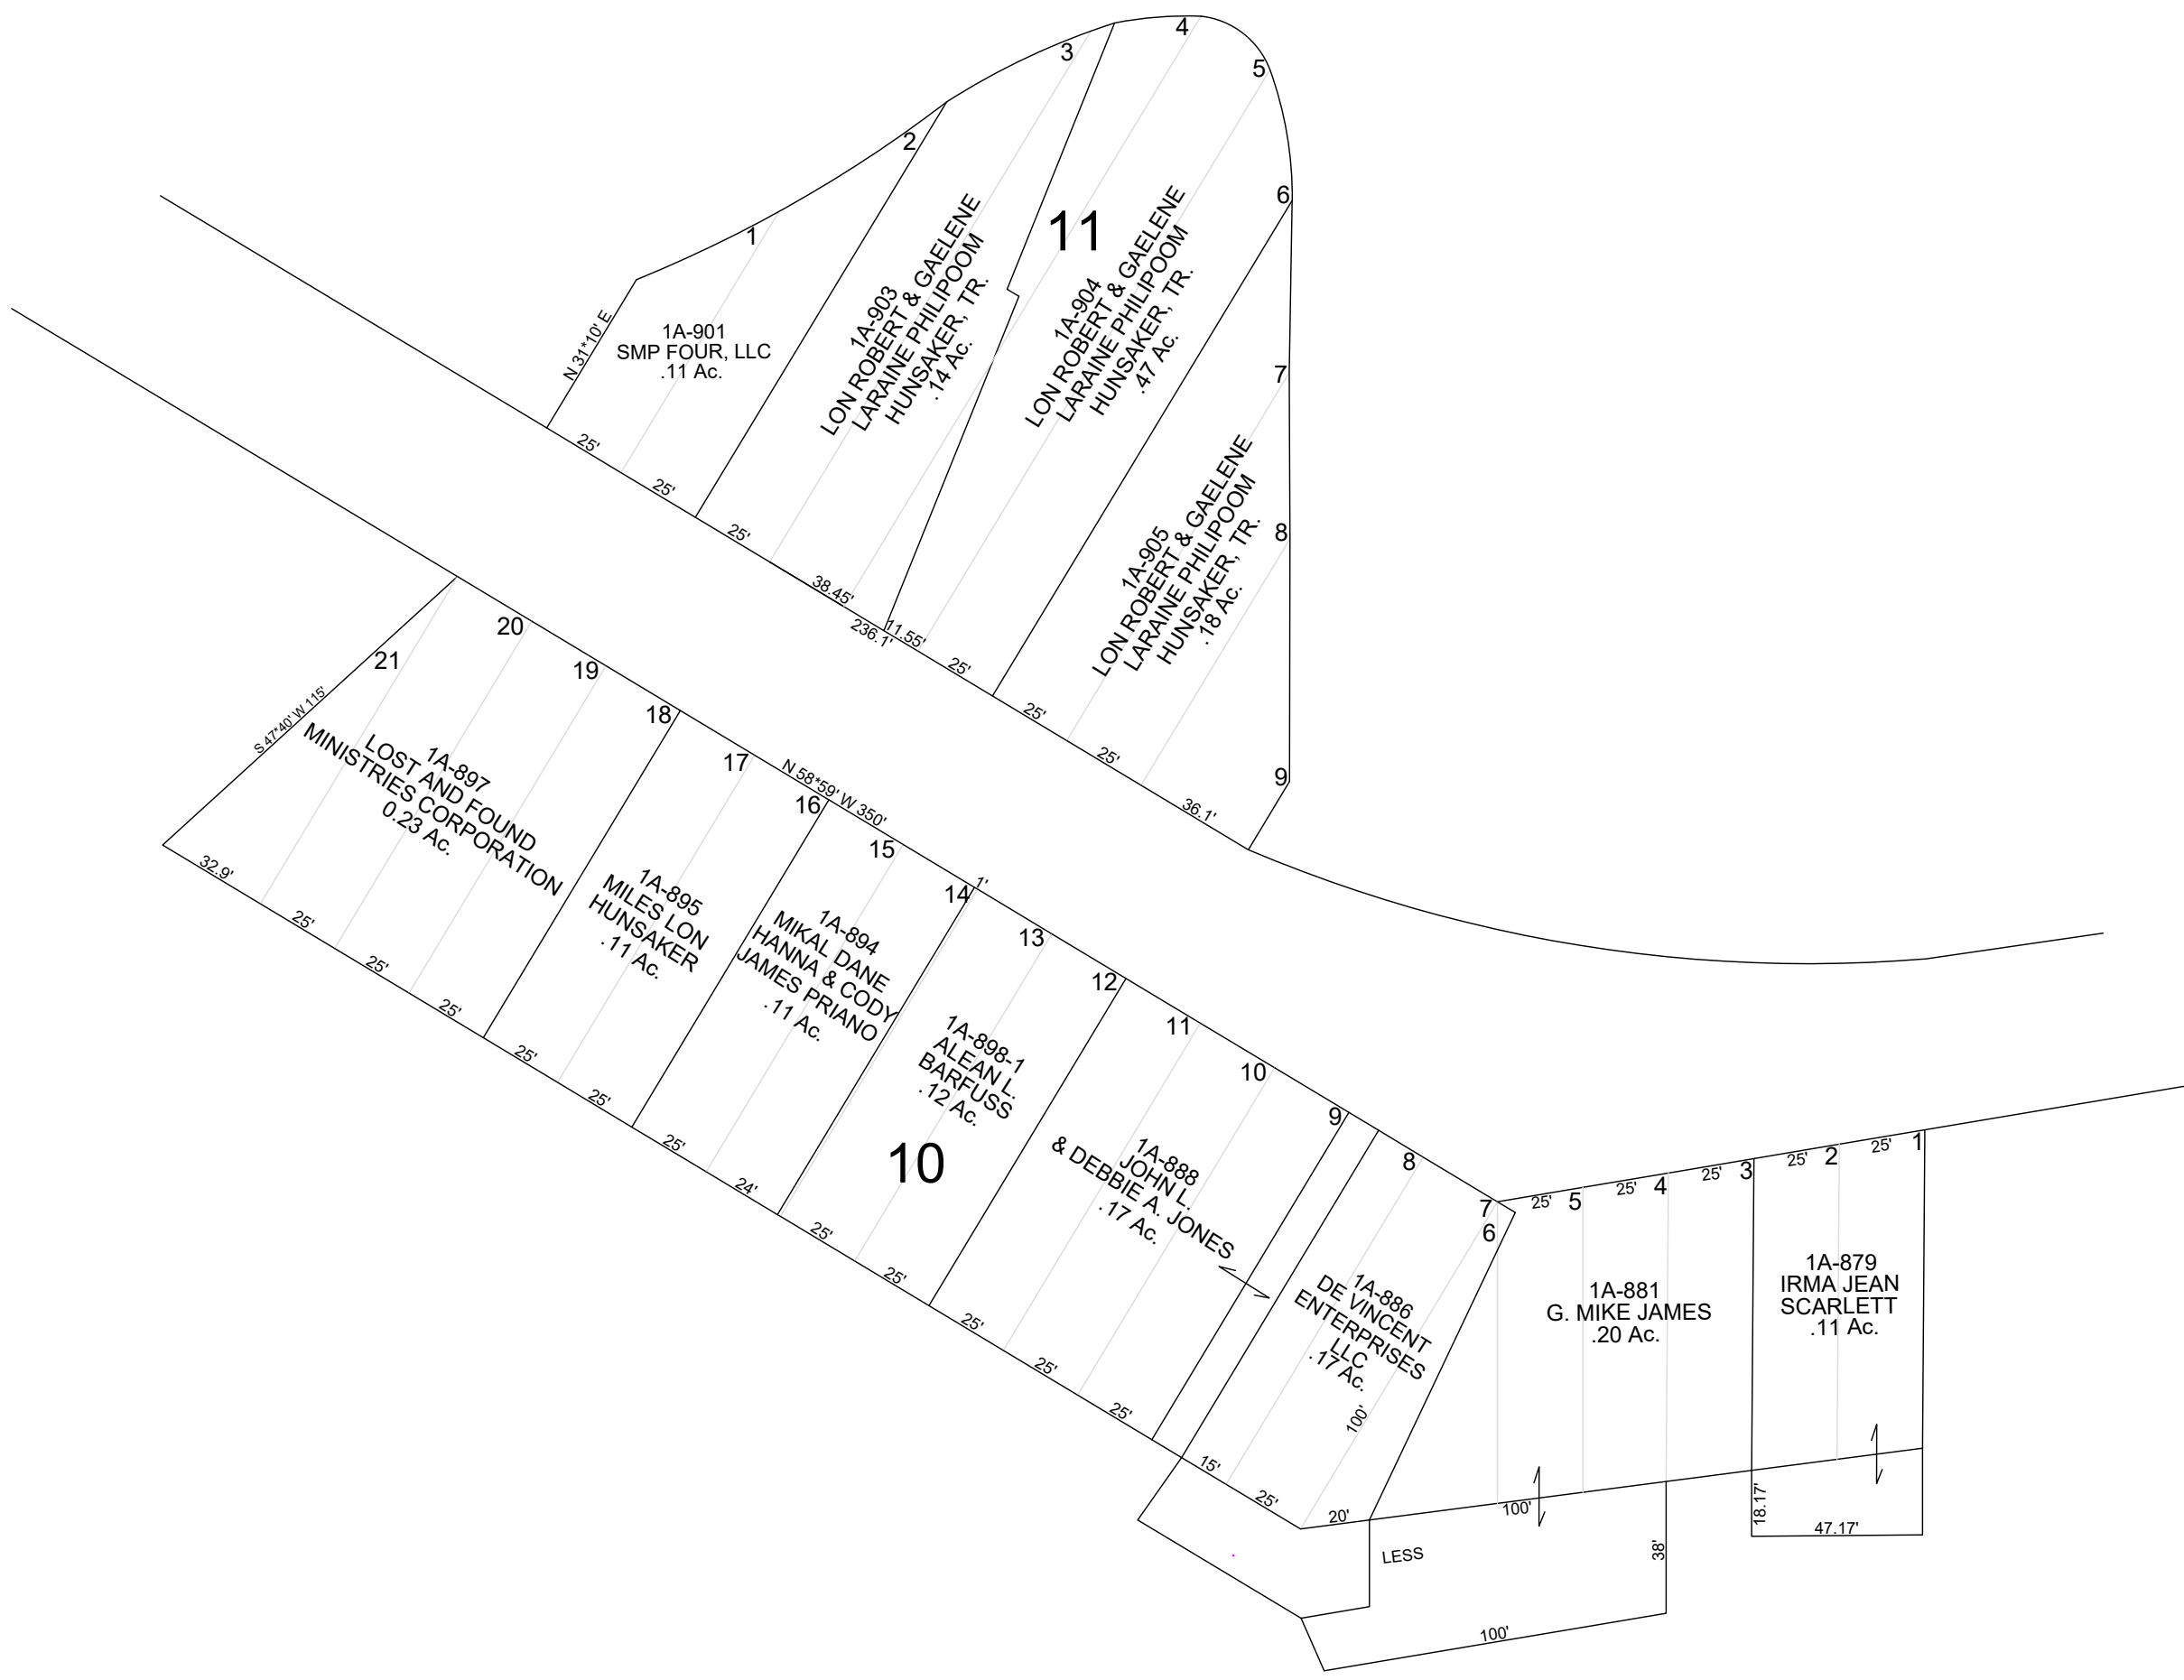 4
3
5
2
6
1
11
N 31*10' E
1A-901
SMP FOUR, LLC
.11 Ac.
1A-903
LON ROBERT & GAELENE
LARAINE PHILIPOOM
HUNSAKER, TR.
.14 Ac.
1A-904
LON ROBERT & GAELENE
LARAINE PHILIPOOM
HUNSAKER, TR.
.47 Ac.
7
8
9
1A-905
LON ROBERT & GAELENE
LARAINE PHILIPOOM
HUNSAKER, TR.
.18 Ac.
25'
25'
25'
38.45'
236.1'
11.55'
25'
25'
25'
36.1'
21
20
19
18
17
N 58*59' W 350'
16
15
14
1'
13
12
11
10
9
8
7
6
S 47*40' W 115'
1A-897
LOST AND FOUND
MINISTRIES CORPORATION
0.23 Ac.
1A-895
MILES LON
HUNSAKER
.11 Ac.
1A-894
MIKAL DANE
HANNA & CODY
JAMES PRIANO
.11 Ac.
1A-898-1
ALEAN L.
BARFUSS
.12 Ac.
10
1A-888
JOHN L.
& DEBBIE A. JONES
.17 Ac.
1A-886
DE VINCENT
ENTERPRISES
LLC
.17Ac.
100'
32.9'
25'
25'
25'
25'
25'
25'
24'
25'
25'
25'
25'
25'
15'
25'
20'
25'
5
25'
4
25'
3
25'
2
25'
1
1A-881
G. MIKE JAMES
.20 Ac.
1A-879
IRMA JEAN
SCARLETT
.11 Ac.
100'
LESS
38'
100'
18.17'
47.17'